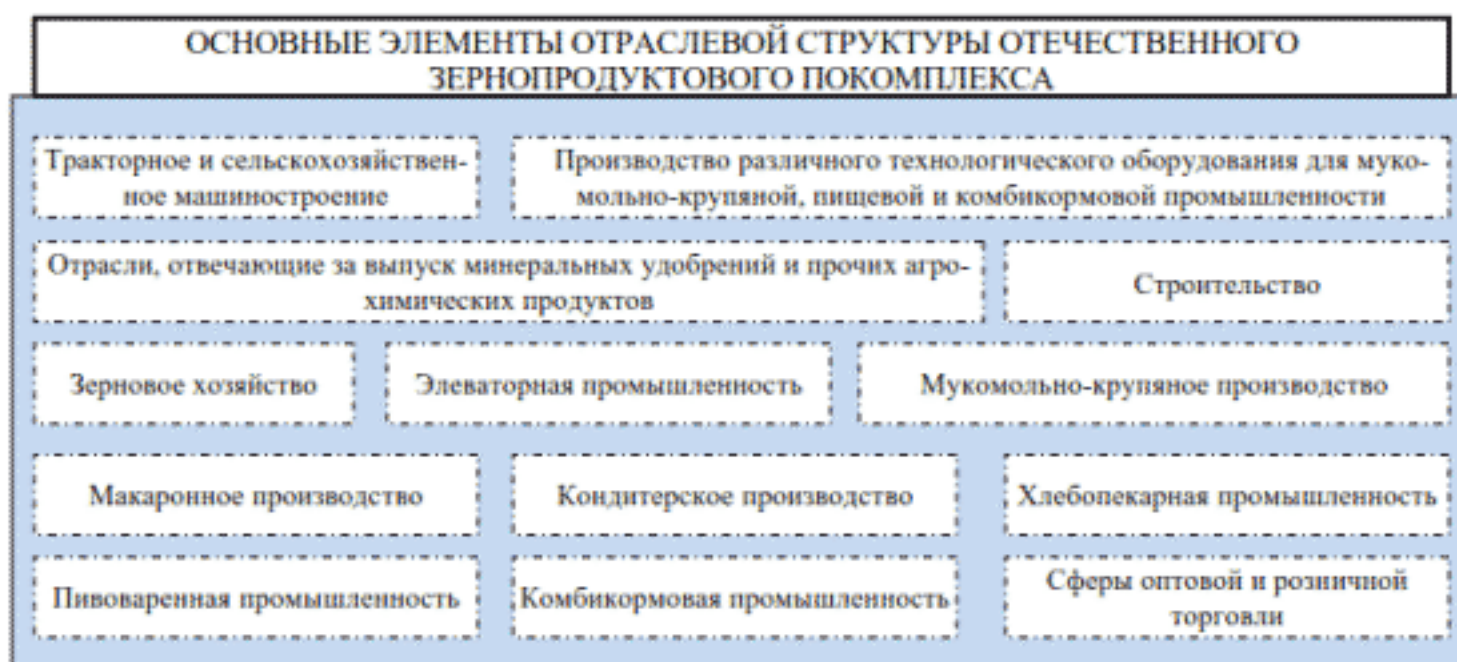 ОСНОВНЫЕ ЭЛЕМЕНТЫ ОТРАСЛЕВОЙ СТРУКТУРЫ ОТЕЧЕСТВЕННОГО
ЗЕРНОПРОДУКТОВОГО ПОКОМПЛЕКСА
Тракторное и сельскохозяйствен-
ное машиностроение
Производство различного технологического оборудования для муко-
мольно-крупяной, пищевой и комбикормовой промышленности
Отрасли, отвечающие за выпуск минеральных удобрений и прочих агро-
химических продуктов
Строительство
Зерновое хозяйство
Элеваторная промышленность
Мукомольно-крупяное производство
Макаронное производство
Кондитерское производство
Хлебопекарная промышленность
Пивоваренная промышленность
Комбикормовая промышленность
Сферы оптовой и розничной
торговли